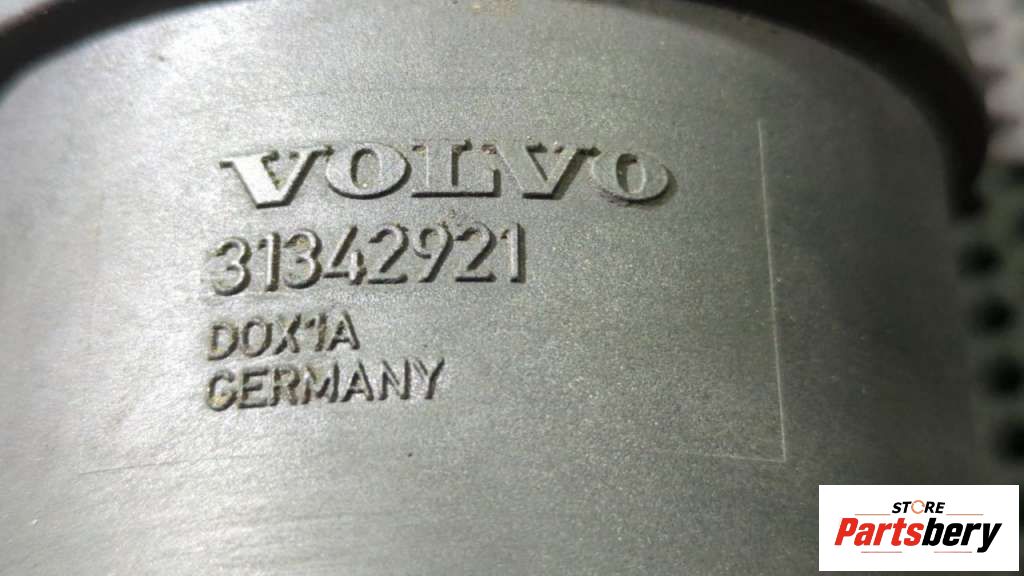 VOLVO
31342921
DOX1A
GERMANY
STORE
Partsbery